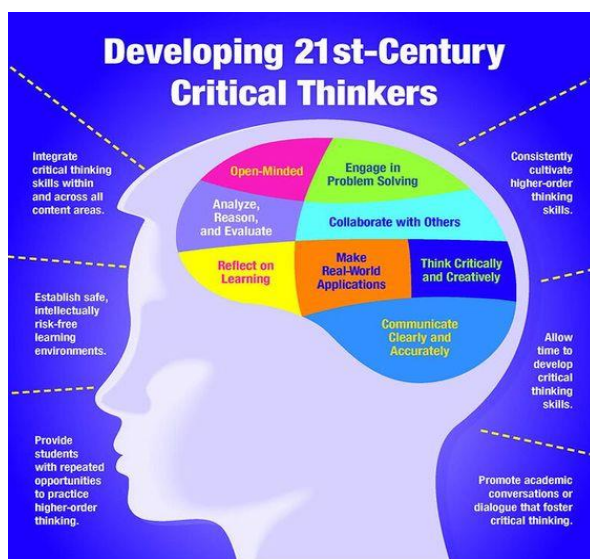 Developing 21st-Century
Critical Thinkers
Integrate
critical thinking
skills within
and across all
content areas.
Establish safe,
intellectually
risk-free
learning
environments.
Provide
students
with repeated
opportunities
to practice
higher-order
thinking.
Open-Minded
Engage in
Problem Solving
Analyze,
Reason,
and Evaluate
Collaborate with Others
Reflect on
Learning
Make
Real-World
Applications
Think Critically
and Creatively
Communicate
Clearly and
Accurately
Consistently
cultivate
higher-order
thinking
skills.
Allow
time to
develop
critical
thinking
skills.
Promote academic
conversations or
dialogue that foster
critical thinking.